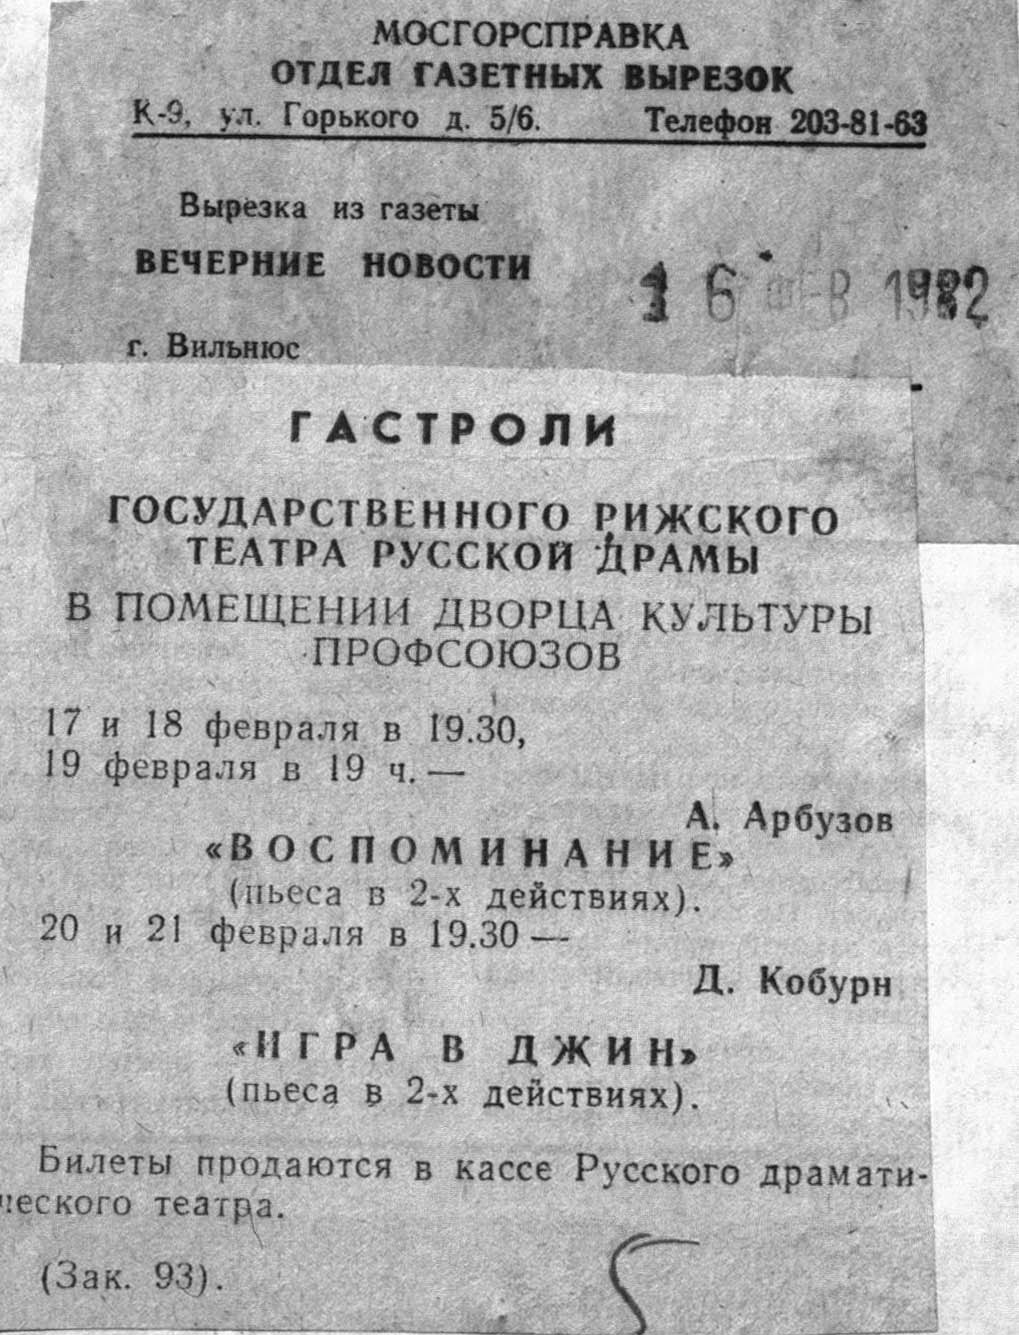 МОСГОРСПРАВКА
ОТДЕЛ ГАЗЕТНЫХ ВЫРЕЗОК
К-9, ул. Горького д. 5/6. Телефон 203-81-63
Вырезка из газеты
ВЕЧЕРНИЕ НОВОСТИ
16 ФЕВ 1982
г. Вильнюс
ГАСТРОЛИ
ГОСУДАРСТВЕННОГО РИЖСКОГО
ТЕАТРА РУССКОЙ ДРАМЫ
В ПОМЕЩЕНИИ ДВОРЦА КУЛЬТУРЫ
ПРОФСОЮЗОВ
17 и 18 февраля в 19.30,
19 февраля в 19 ч. —
А. Арбузов
«ВОСПОМИНАНИЕ»
(пьеса в 2-х действиях).
20 и 21 февраля в 19.30 —
Д. Кобурн
«ИГРА В ДЖИН»
(пьеса в 2-х действиях).
Билеты продаются в кассе Русского драмати-
ческого театра.
(Зак. 93).